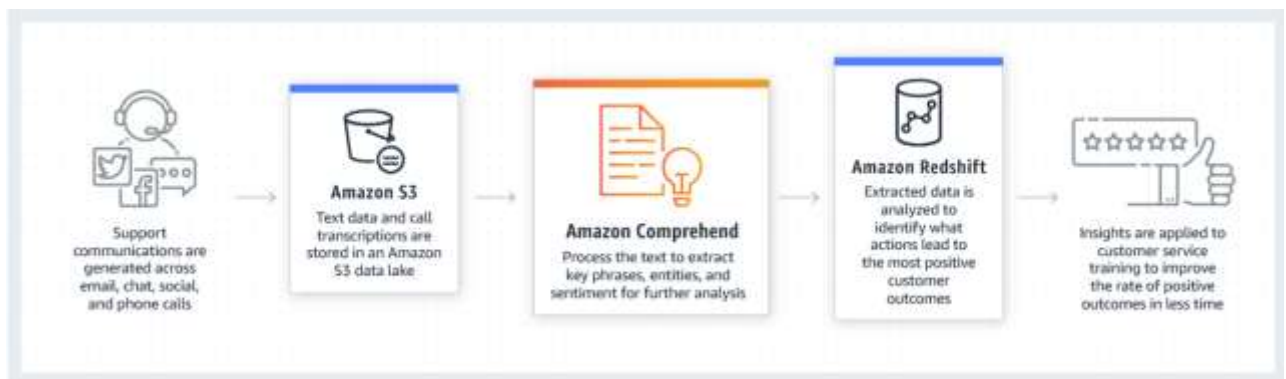 Support
communications are
generated across
email, chat, social,
and phone calls
Amazon S3
Text data and call
transcriptions are
stored in an Amazon
S3 data lake
Amazon Comprehend
Process the text to extract
key phrases, entities, and
sentiment for further analysis
Amazon Redshift
Extracted data is
analyzed to
identify what
actions lead to
the most positive
customer
outcomes
Insights are applied to
customer service
training to improve
the rate of positive
outcomes in less time